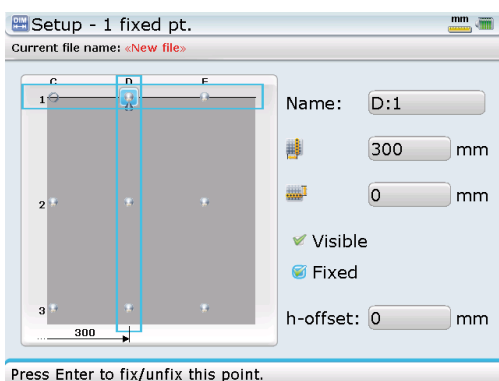 DIM
H-H
Setup - 1 fixed pt.
mm
Current file name: «New file»
C D E
1
2
3
300
Name: D:1
300 mm
0 mm
Visible
Fixed
h-offset: 0 mm
Press Enter to fix/unfix this point.